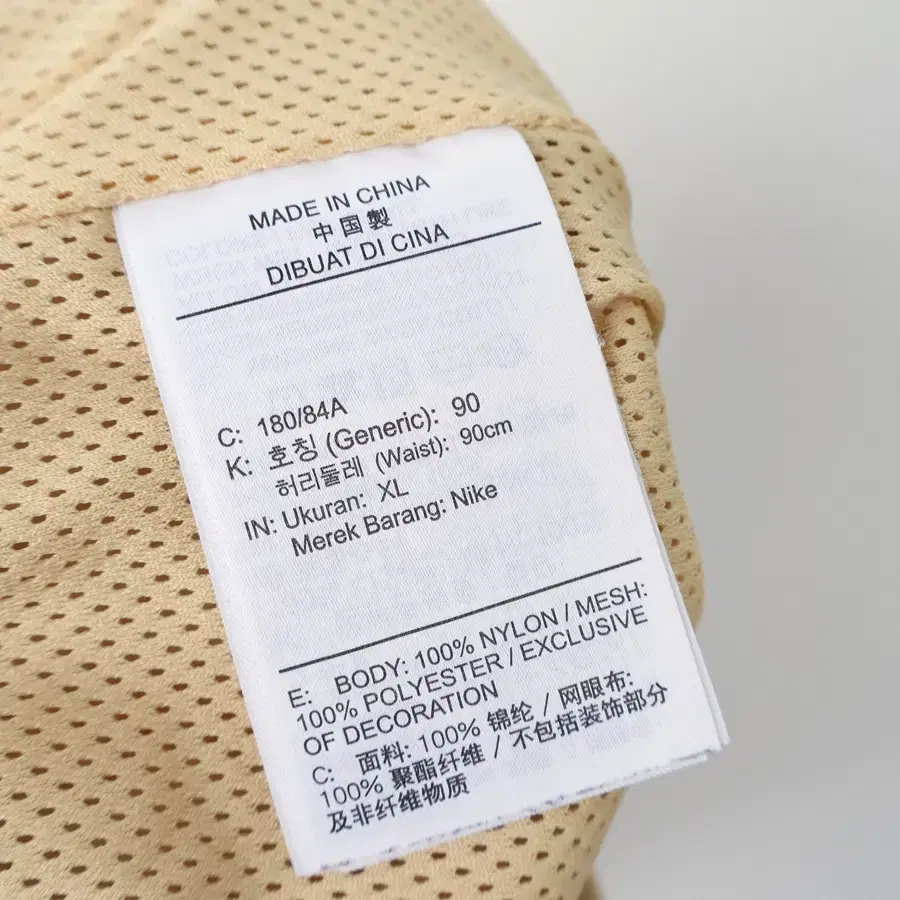 MADE IN CHINA
中国製
DIBUAT DI CINA
C: 180/84A
K: 호칭 (Generic): 90
허리둘레 (Waist): 90cm
IN: Ukuran: XL
Merek Barang: Nike
E: BODY: 100% NYLON / MESH:
100% POLYESTER / EXCLUSIVE
OF DECORATION
C: 面料: 100% 锦纶 / 网眼布:
100% 聚酯纤维 / 不包括装饰部分
及非纤维物质